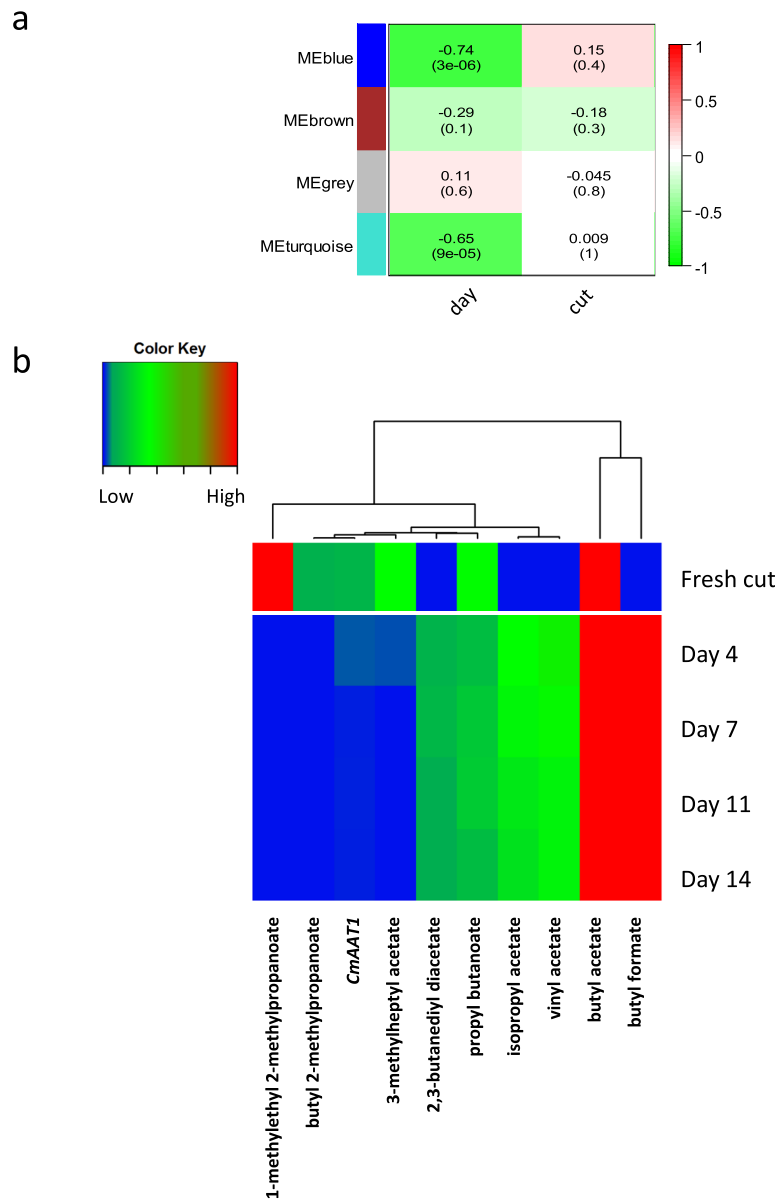 a
MEblue
-0.74
(3e-06)
0.15
(0.4)
MEbrown
-0.29
(0.1)
-0.18
(0.3)
MEgrey
0.11
(0.6)
-0.045
(0.8)
MEturquoise
-0.65
(9e-05)
0.009
(1)
1
0.5
0
-0.5
-1
day
cut
b
Color Key
Low
High
Fresh cut
Day 4
Day 7
Day 11
Day 14
1-methylethyl 2-methylpropanoate
butyl 2-methylpropanoate
CmAAT1
3-methylheptyl acetate
2,3-butanediyl diacetate
propyl butanoate
isopropyl acetate
vinyl acetate
butyl acetate
butyl formate